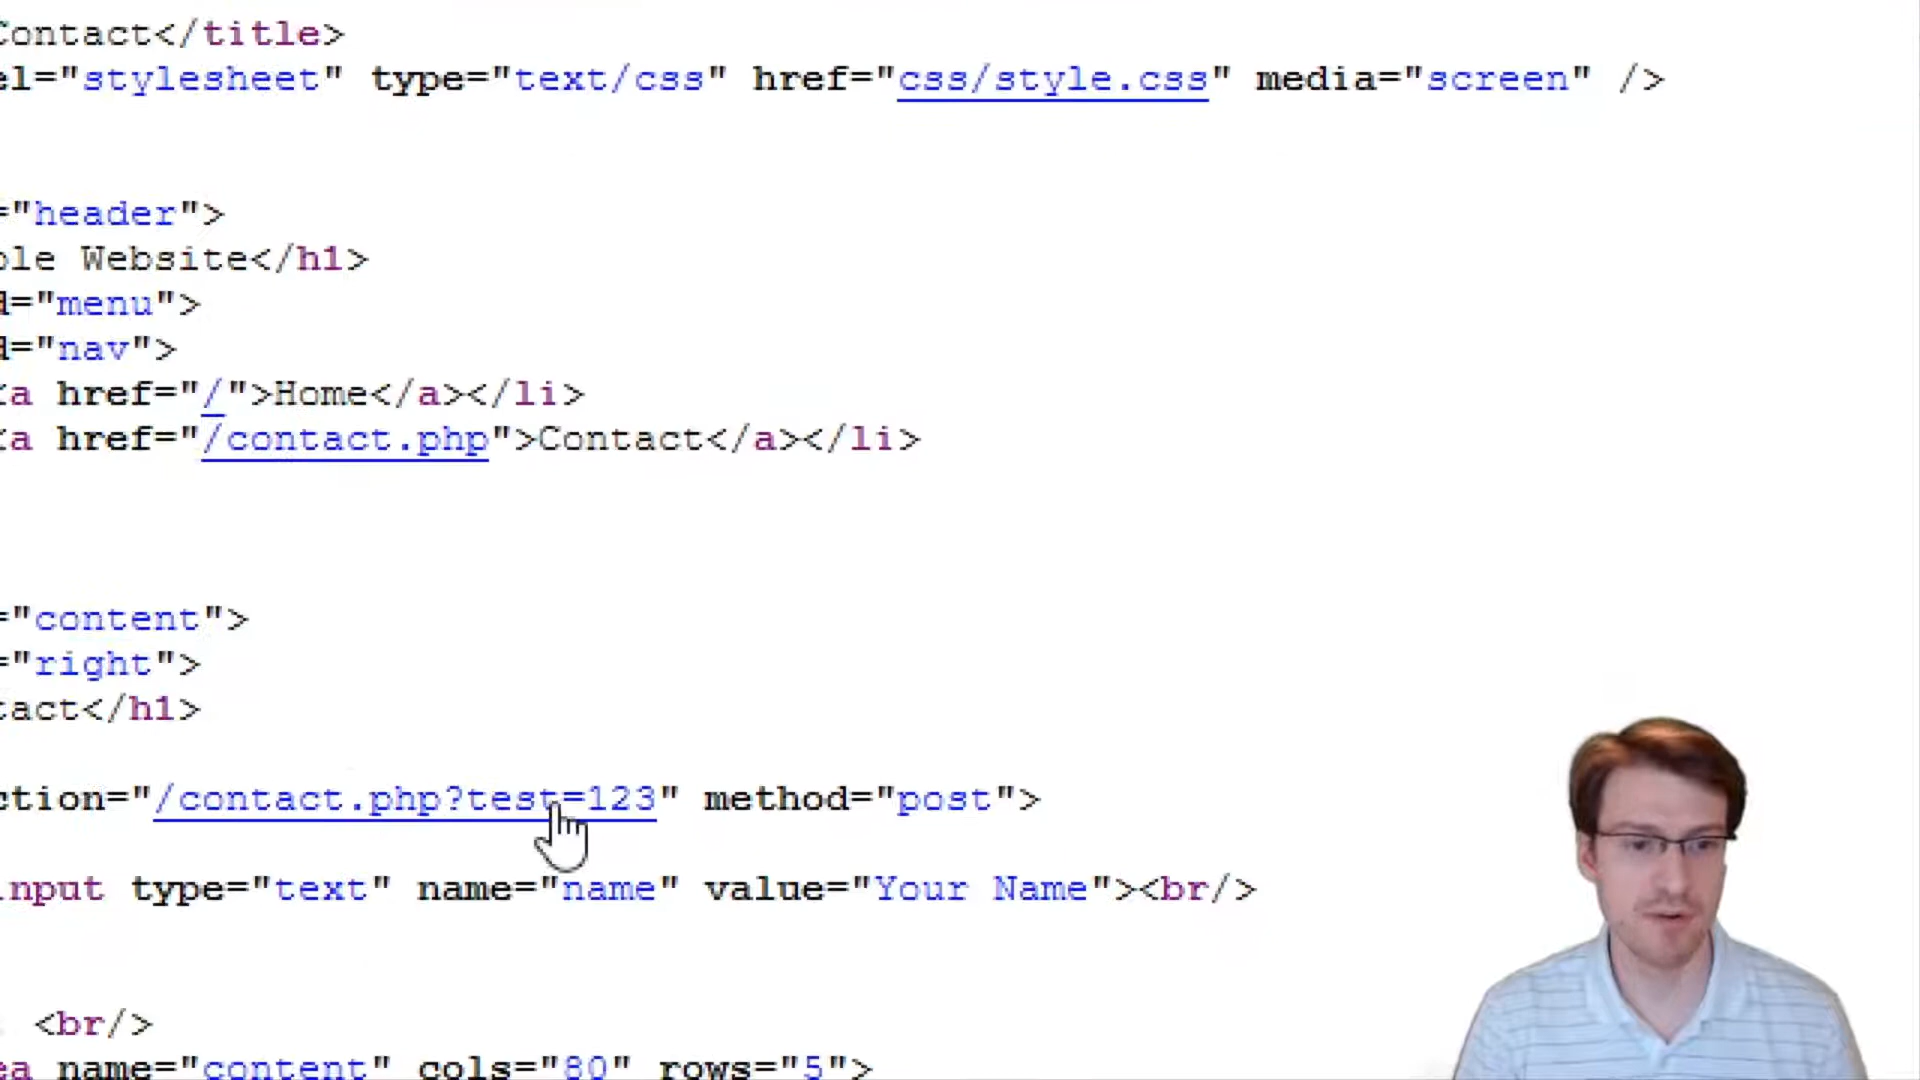 Contact</title>
el="stylesheet" type="text/css" href="css/style.css" media="screen" />
="header">
ple Website</h1>
d="menu">
d="nav">
<a href="/">Home</a></li>
<a href="/contact.php">Contact</a></li>
="content">
="right">
tact</h1>
ction="/contact.php?test=123" method="post">
input type="text" name="name" value="Your Name"><br/>
<br/>
ea name="content" cols="80" rows="5">